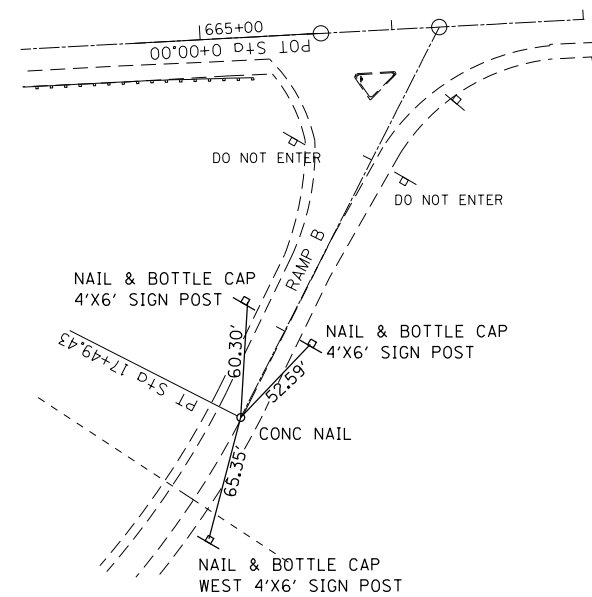 665+00
POT Sta 0+00.00
DO NOT ENTER
DO NOT ENTER
RAMP B
NAIL & BOTTLE CAP
4'X6' SIGN POST
60.30'
NAIL & BOTTLE CAP
4'X6' SIGN POST
52.59'
PT Sta 17+49.43
CONC NAIL
65.35'
NAIL & BOTTLE CAP
WEST 4'X6' SIGN POST